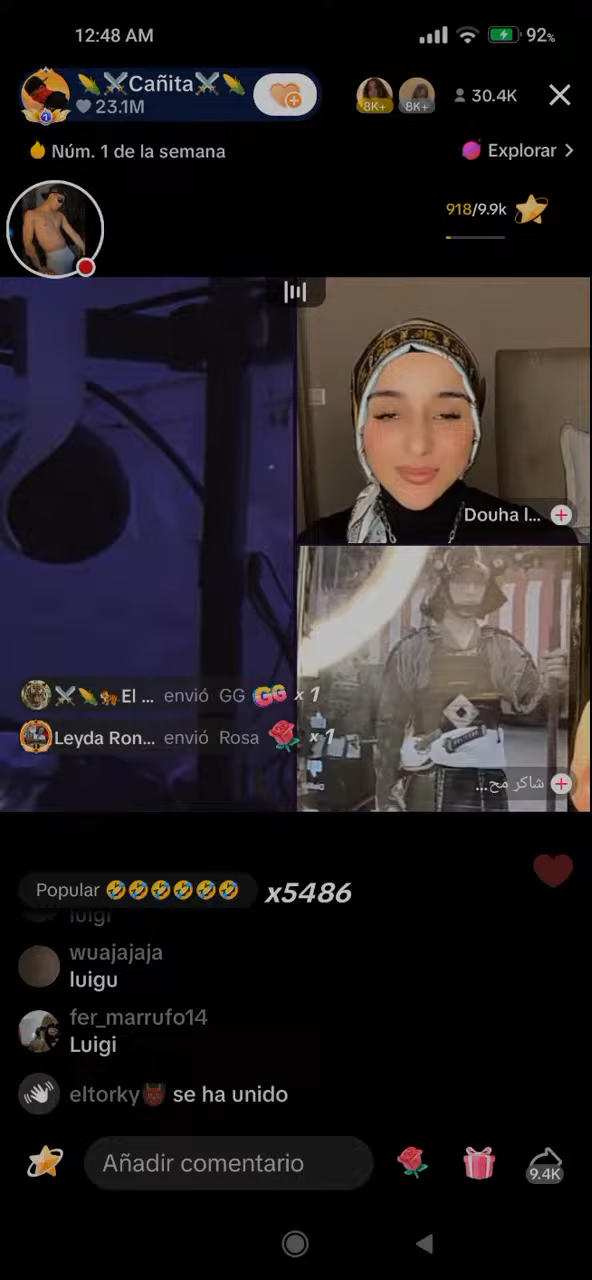 12:48 AM
92%
🌽⚔️Cañita⚔️🌽
23.1M
8K+
8K+
30.4K
Núm. 1 de la semana
Explorar
918/9.9k
Douha l...
⚔️🌽🐅El ... envió GG GG x 1
Leyda Ron... envió Rosa x 1
شاكر مح...
Popular 🤣🤣🤣🤣🤣🤣 x5486
luigi
wuajajaja
luigu
fer_marrufo14
Luigi
eltorky👹 se ha unido
Añadir comentario
9.4K